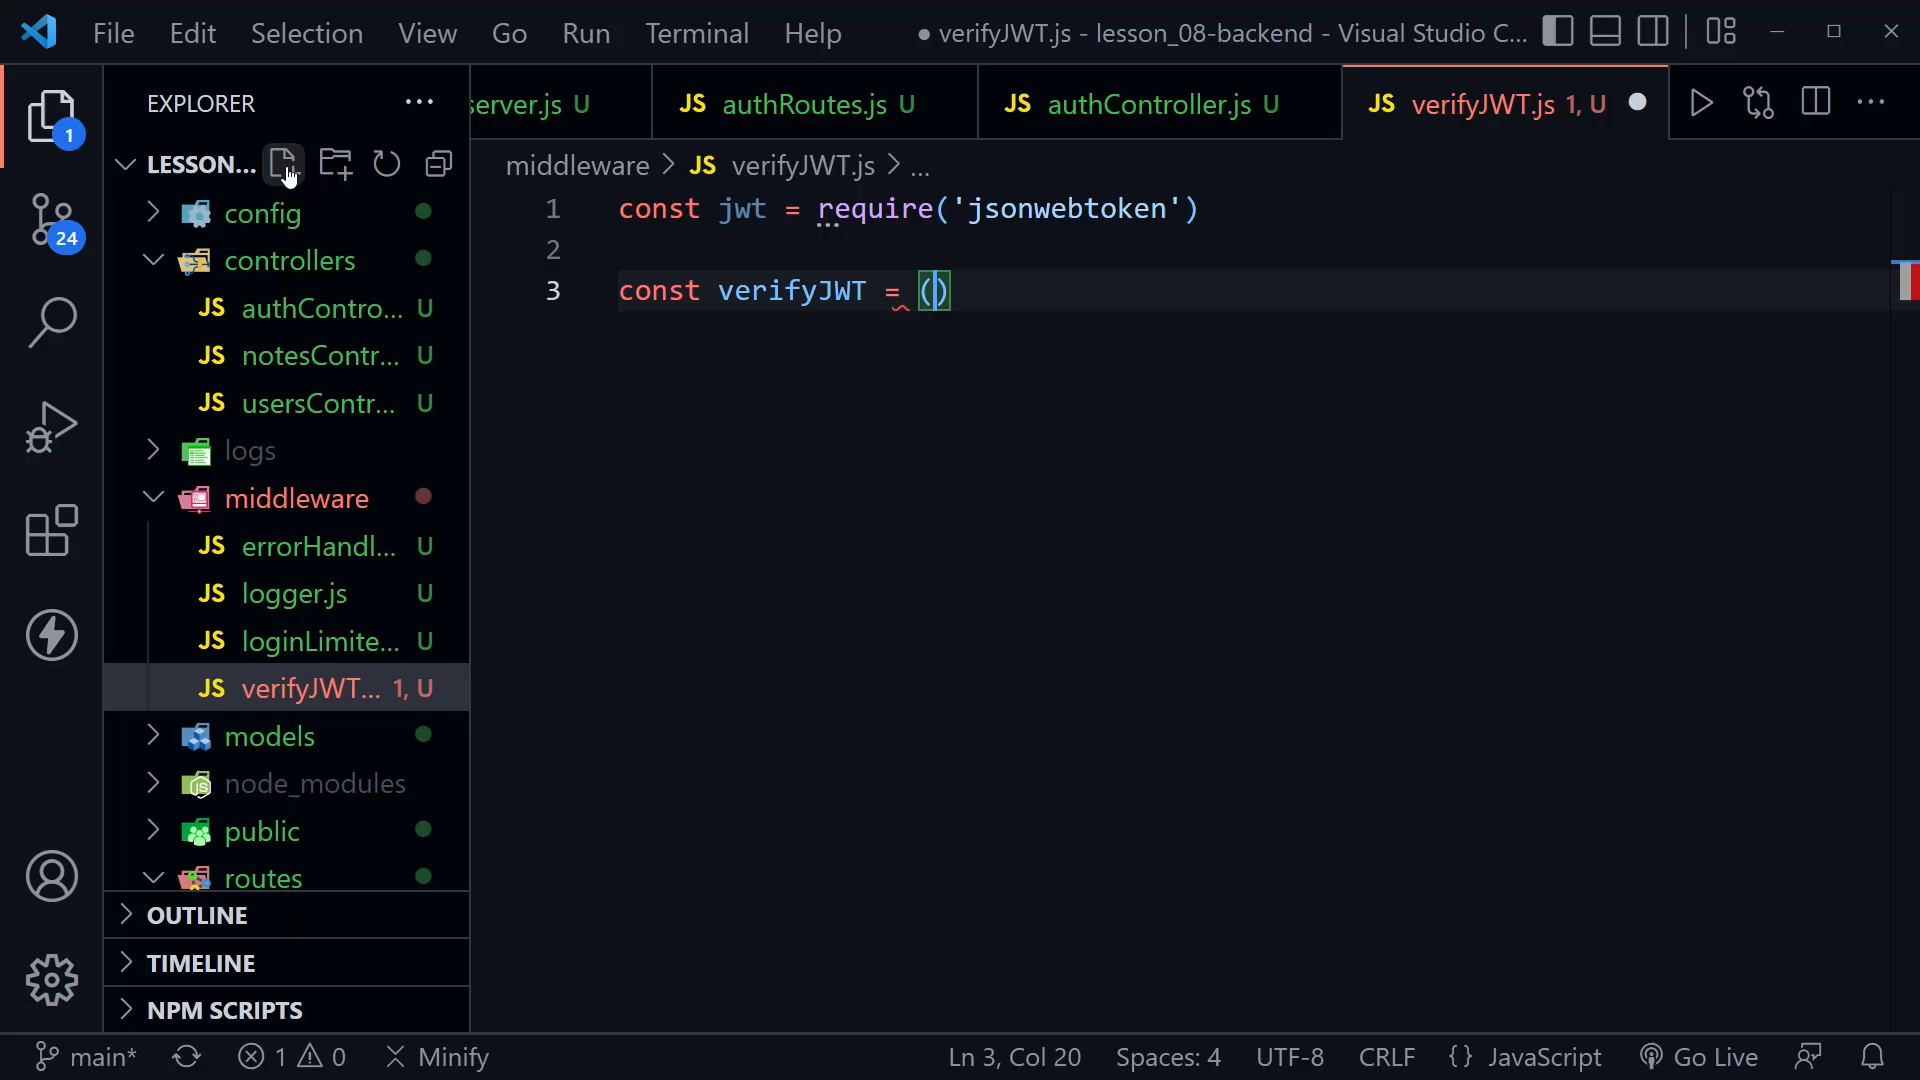 File Edit Selection View Go Run Terminal Help ● verifyJWT.js - lesson_08-backend - Visual Studio C...
EXPLORER
server.js U JS authRoutes.js U JS authController.js U JS verifyJWT.js 1, U
1
LESSON...
middleware > JS verifyJWT.js > ...
config
24
controllers
JS authContro... U
JS notesContr... U
JS usersContr... U
logs
middleware
JS errorHandl... U
JS logger.js U
JS loginLimite... U
JS verifyJWT... 1, U
models
node_modules
public
routes
OUTLINE
TIMELINE
NPM SCRIPTS
1 const jwt = require('jsonwebtoken')
2
3 const verifyJWT = ()
main* 1 0 Minify Ln 3, Col 20 Spaces: 4 UTF-8 CRLF {} JavaScript Go Live